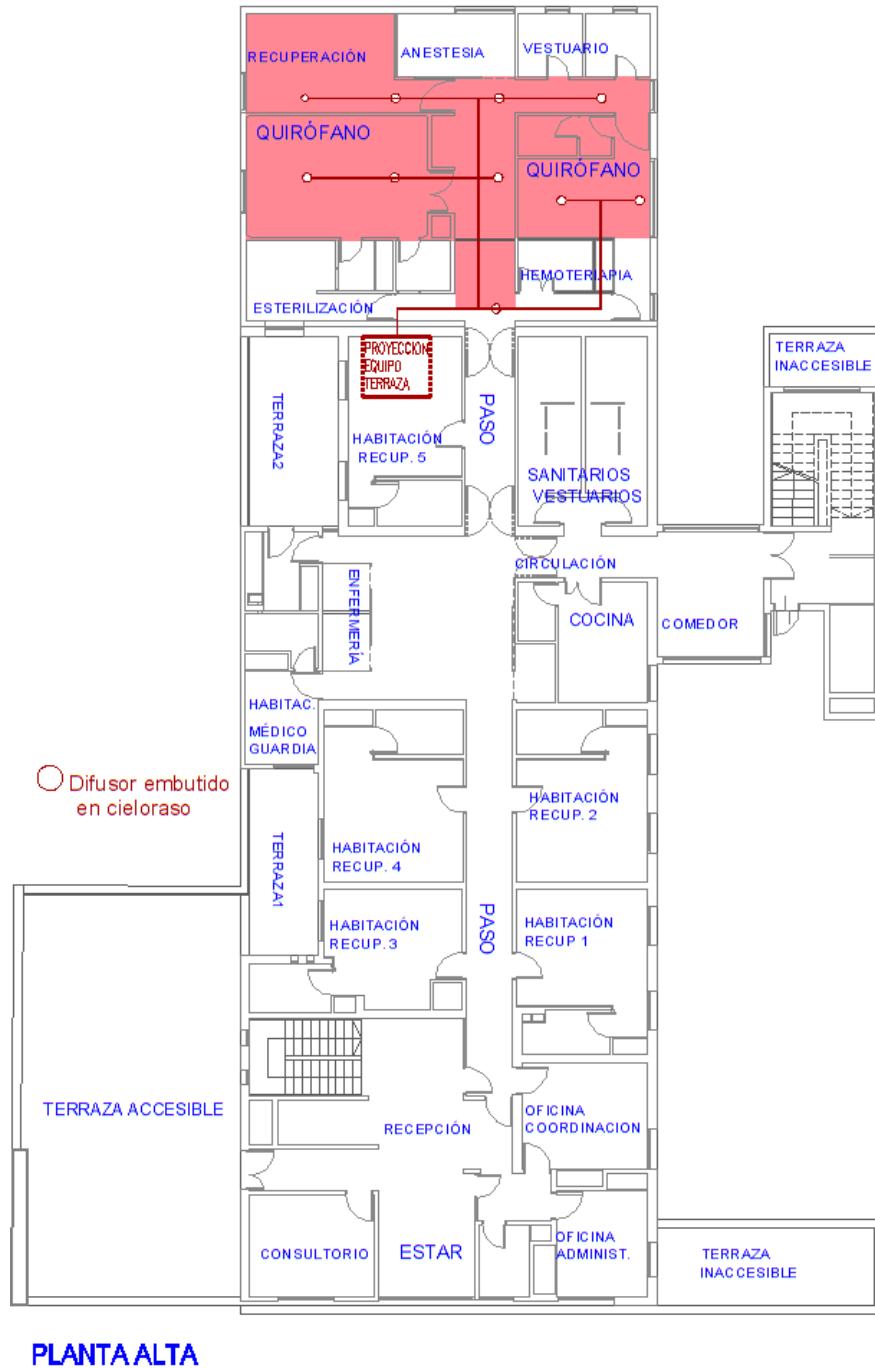 RECUPERACIÓN
ANESTESIA
VESTUARIO
QUIRÓFANO
QUIRÓFANO
HEMOTERIAPIA
ESTERILIZACIÓN
PROYECCION
EQUIPO
TERRAZA
TERRAZA
INACCESIBLE
TERRAZA2
PASO
HABITACIÓN
RECUP. 5
SANITARIOS
VESTUARIOS
CIRCULACIÓN
ENFERMERÍA
COCINA
COMEDOR
HABITAC.
MÉDICO
GUARDIA
Difusor embutido
en cieloraso
HABITACIÓN
RECUP. 2
TERRAZA1
HABITACIÓN
RECUP. 4
PASO
HABITACIÓN
RECUP. 3
HABITACIÓN
RECUP 1
TERRAZA ACCESIBLE
RECEPCIÓN
OFICINA
COORDINACION
CONSULTORIO
ESTAR
OFICINA
ADMINIST.
TERRAZA
INACCESIBLE
PLANTA ALTA